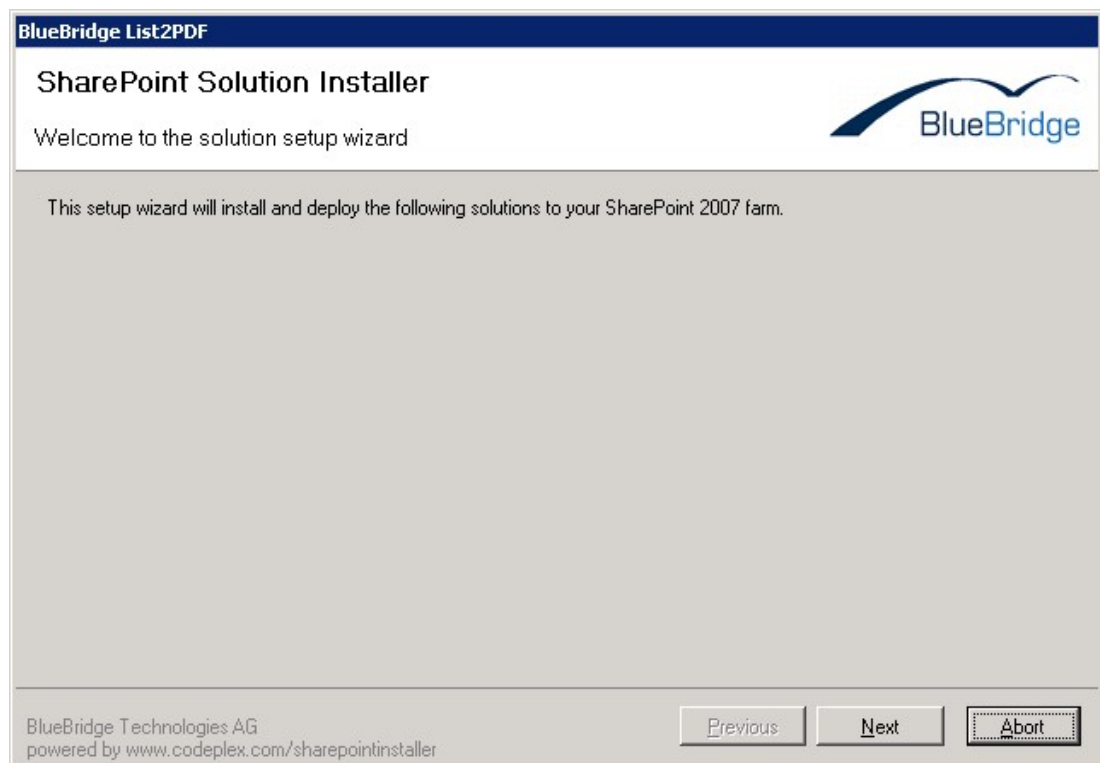 BlueBridge List2PDF
SharePoint Solution Installer
Welcome to the solution setup wizard
BlueBridge
This setup wizard will install and deploy the following solutions to your SharePoint 2007 farm.
BlueBridge Technologies AG
powered by www.codeplex.com/sharepointinstaller
Previous Next Abort